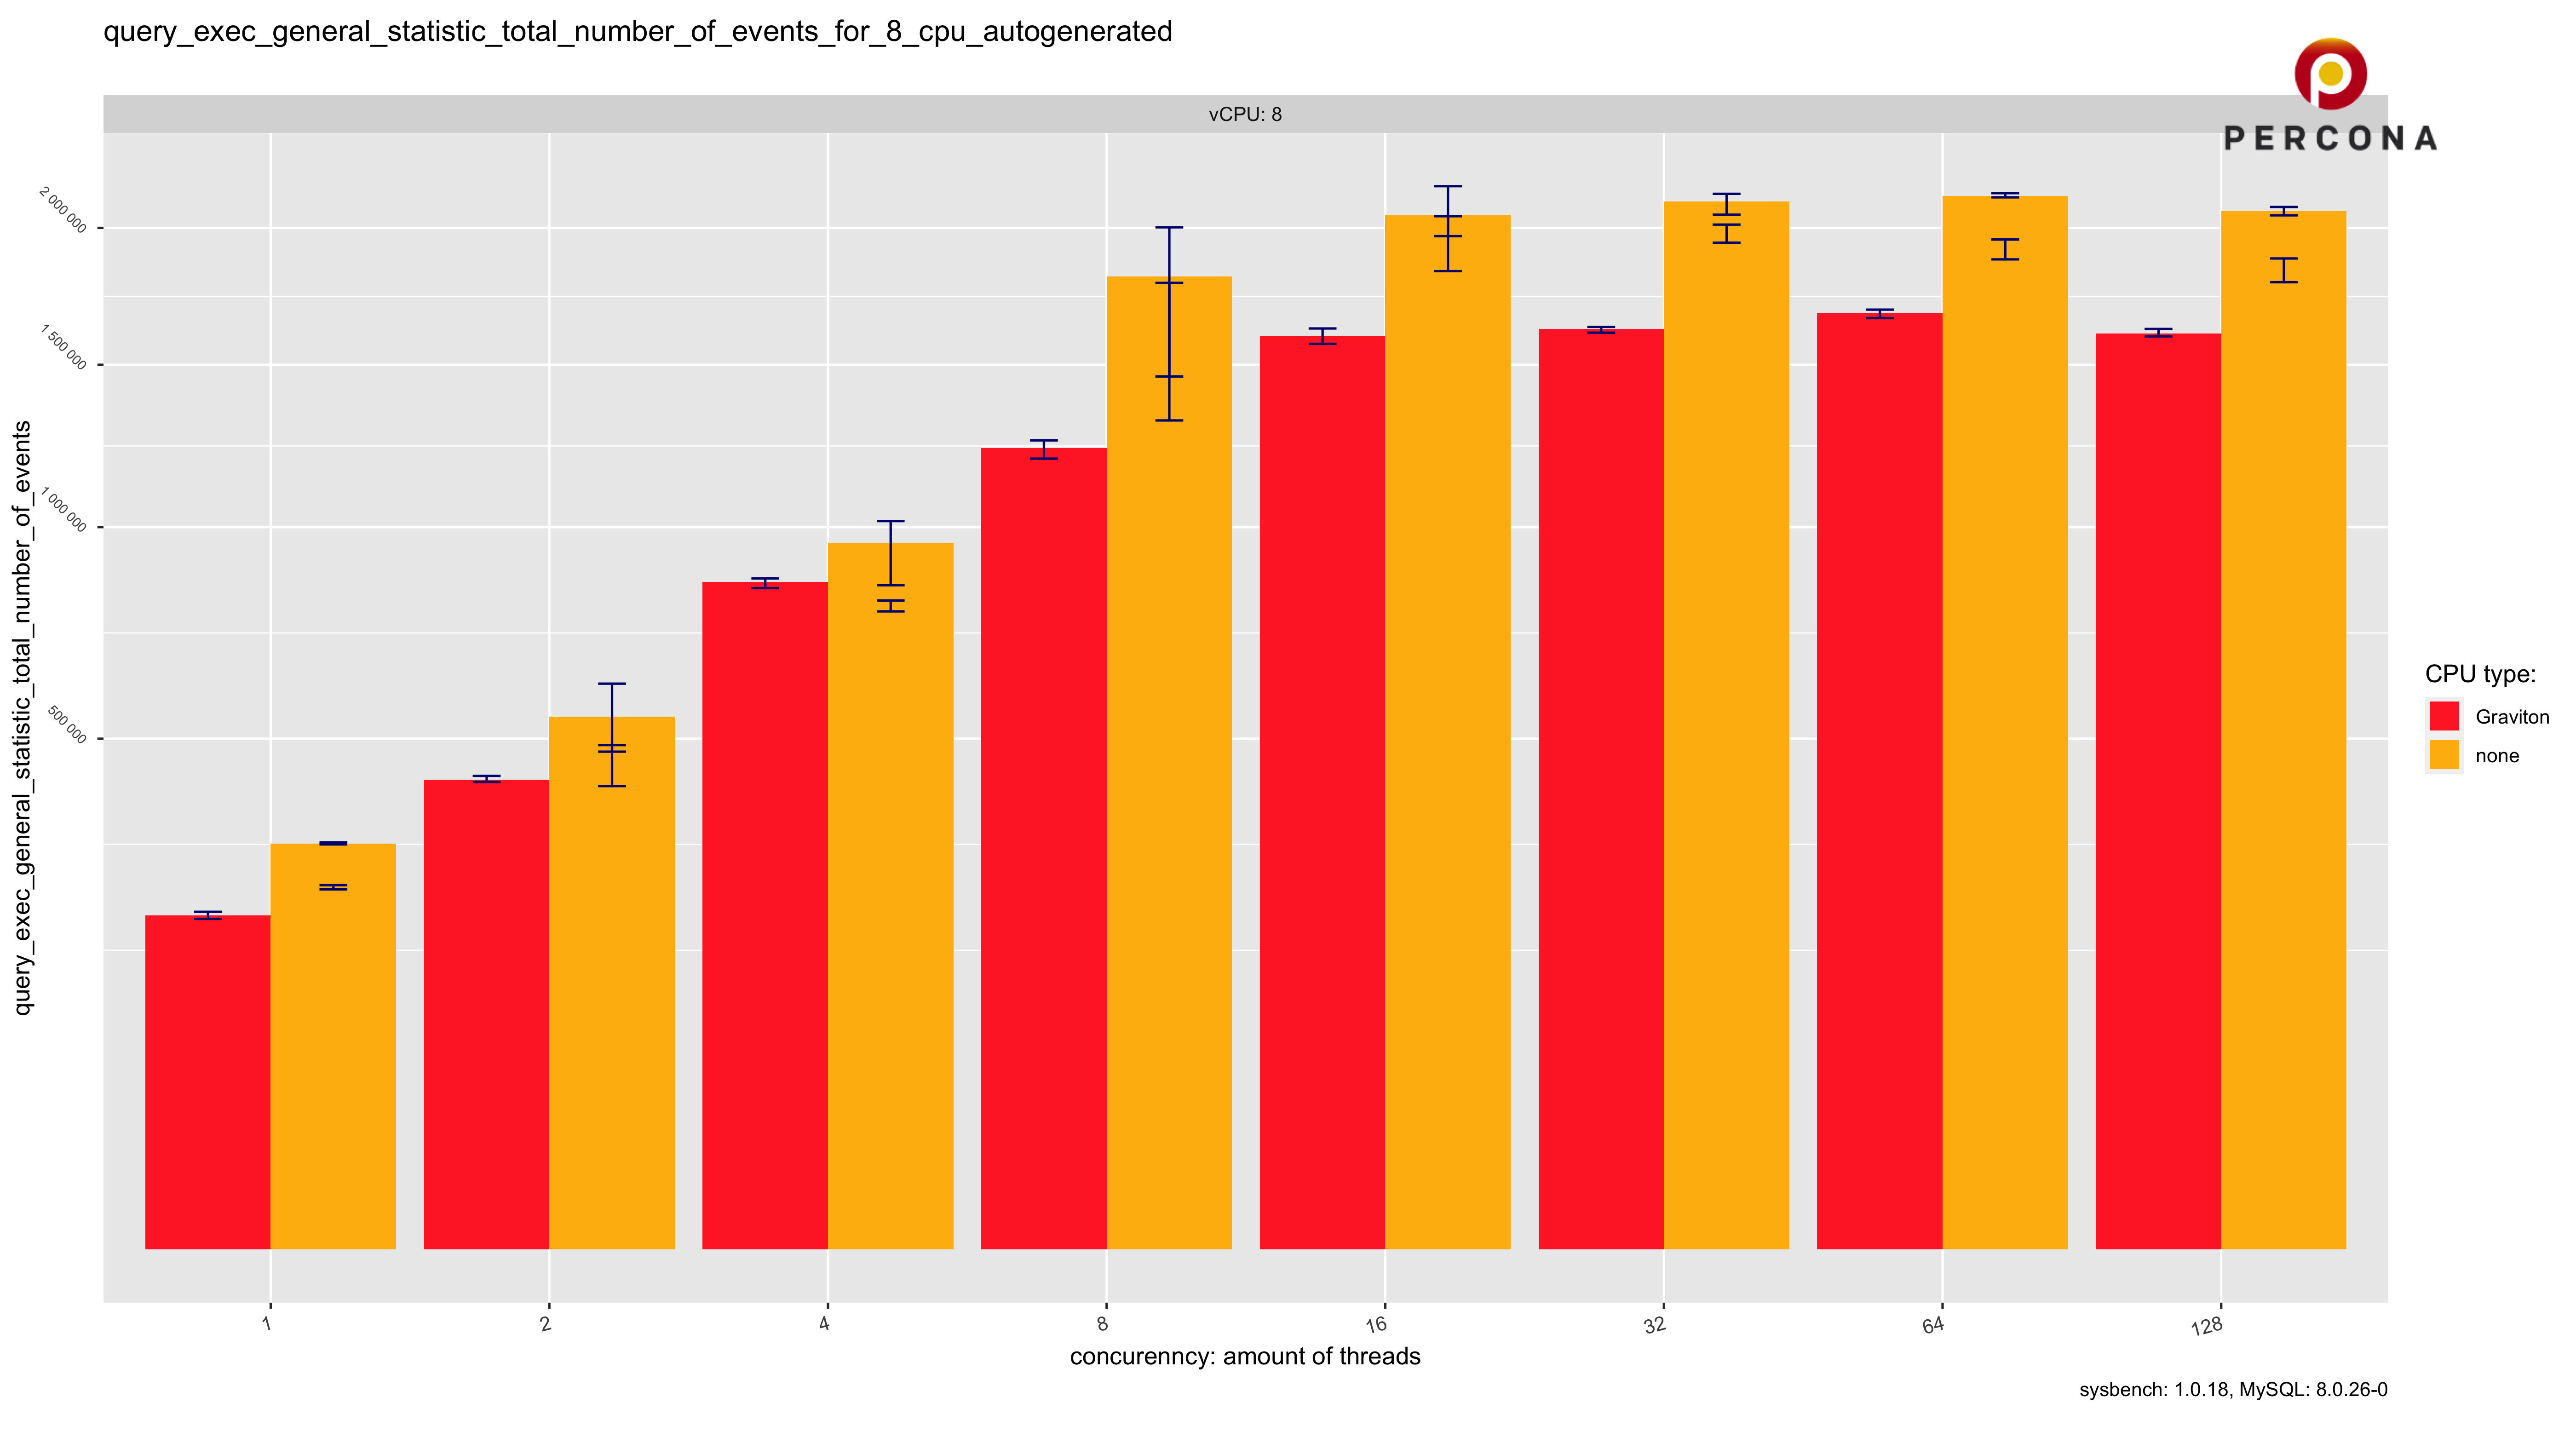 query_exec_general_statistic_total_number_of_events_for_8_cpu_autogenerated
PERCONA
vCPU: 8
query_exec_general_statistic_total_number_of_events
2 000 000
1 500 000
1 000 000
500 000
1
2
4
8
16
32
64
128
concurenncy: amount of threads
CPU type:
Graviton
none
sysbench: 1.0.18, MySQL: 8.0.26-0